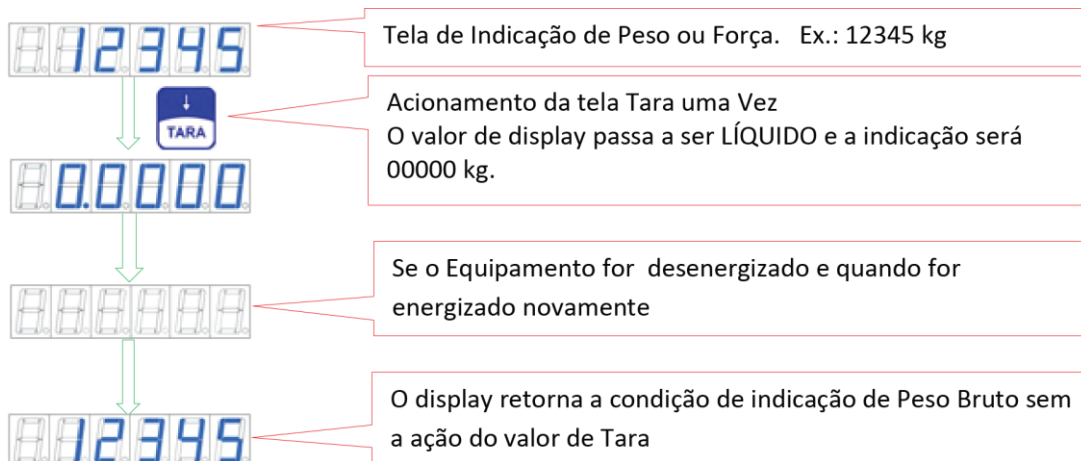 12345
Tela de Indicação de Peso ou Força. Ex.: 12345 kg
TARA
Acionamento da tela Tara uma Vez
O valor de display passa a ser LÍQUIDO e a indicação será
00000 kg.
0.0000
Se o Equipamento for desenergizado e quando for
energizado novamente
O display retorna a condição de indicação de Peso Bruto sem
a ação do valor de Tara
12345